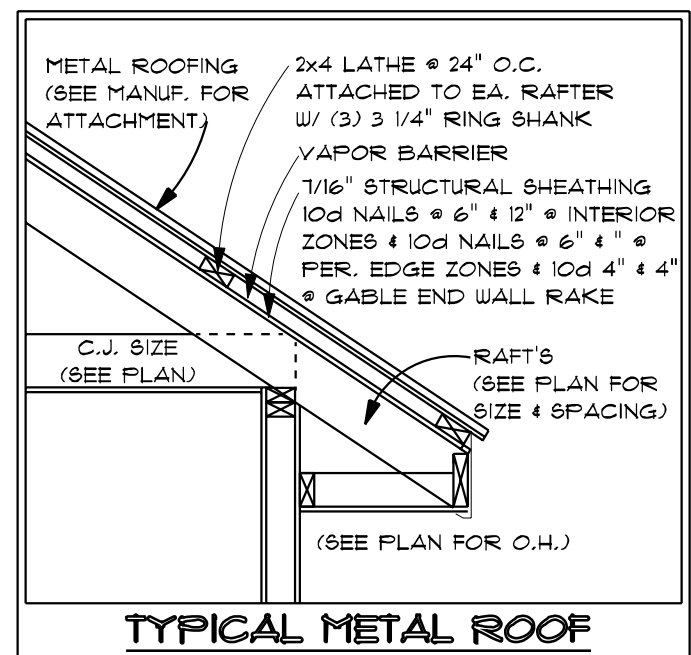 METAL ROOFING
(SEE MANUF. FOR
ATTACHMENT)
2x4 LATHE @ 24" O.C.
ATTACHED TO EA. RAFTER
W/ (3) 3 1/4" RING SHANK
VAPOR BARRIER
7/16" STRUCTURAL SHEATHING
10d NAILS @ 6" & 12" @ INTERIOR
ZONES & 10d NAILS @ 6" & " @
PER. EDGE ZONES & 10d 4" & 4"
@ GABLE END WALL RAKE
C.J. SIZE
(SEE PLAN)
RAFT'S
(SEE PLAN FOR
SIZE & SPACING)
(SEE PLAN FOR O.H.)
TYPICAL METAL ROOF